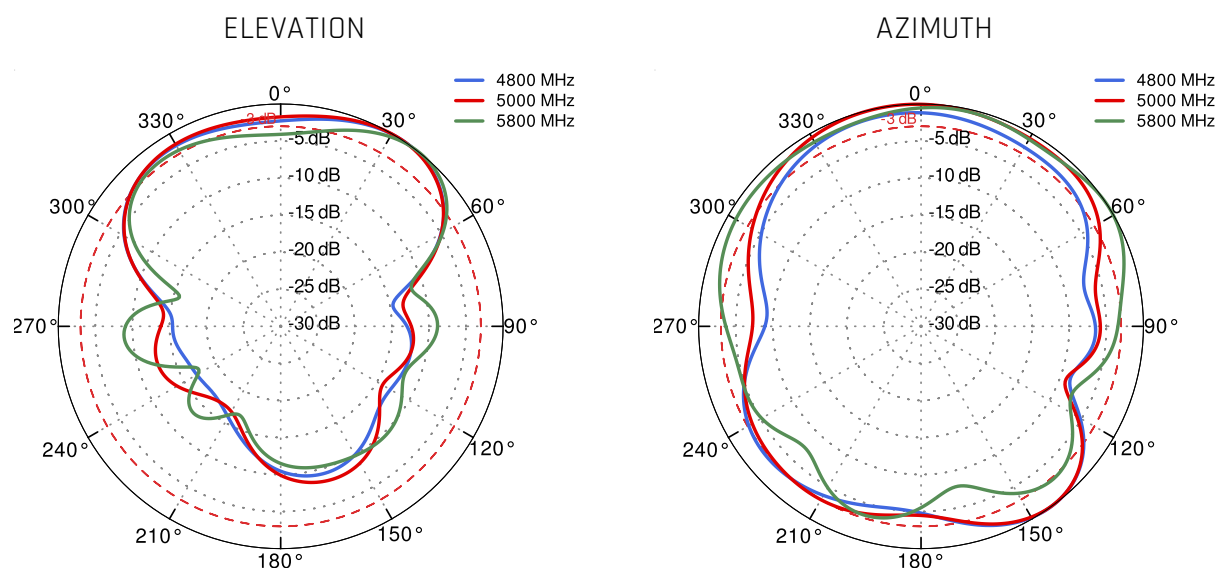 ELEVATION
4800 MHz
5000 MHz
5800 MHz
0°
330°
30°
-3 dB
-5 dB
-10 dB
300°
60°
-15 dB
-20 dB
-25 dB
270°
-30 dB
90°
240°
120°
210°
150°
180°
AZIMUTH
4800 MHz
5000 MHz
5800 MHz
0°
330°
30°
-3 dB
-5 dB
-10 dB
300°
60°
-15 dB
-20 dB
-25 dB
270°
-30 dB
90°
240°
120°
210°
150°
180°